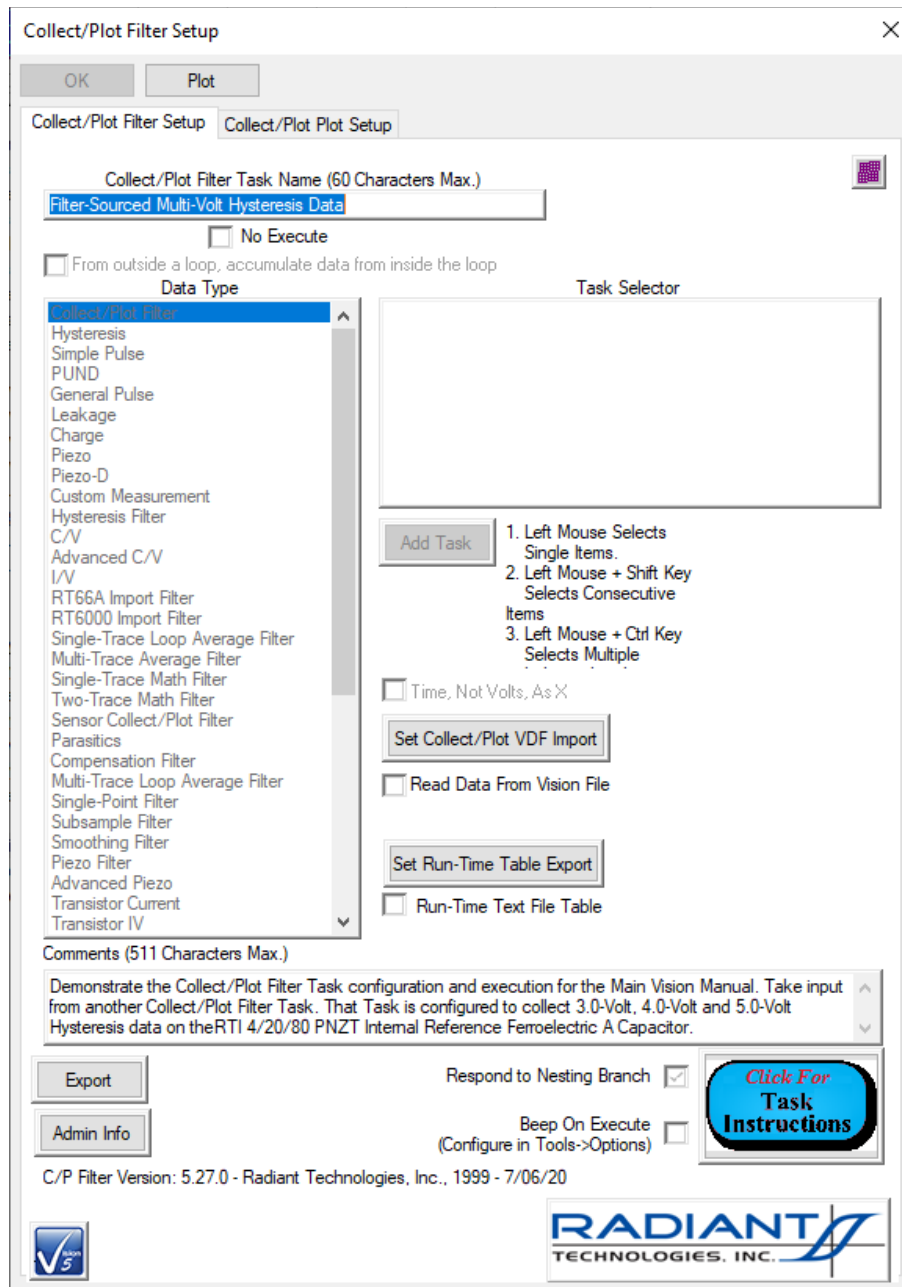 Collect/Plot Filter Setup
OK
Plot
Collect/Plot Filter Setup
Collect/Plot Plot Setup
Collect/Plot Filter Task Name (60 Characters Max.)
Filter-Sourced Multi-Volt Hysteresis Data
No Execute
From outside a loop, accumulate data from inside the loop
Data Type
Collect/Plot Filter
Hysteresis
Simple Pulse
PUND
General Pulse
Leakage
Charge
Piezo
Piezo-D
Custom Measurement
Hysteresis Filter
C/V
Advanced C/V
I/V
RT66A Import Filter
RT6000 Import Filter
Single-Trace Loop Average Filter
Multi-Trace Average Filter
Single-Trace Math Filter
Two-Trace Math Filter
Sensor Collect/Plot Filter
Parasitics
Compensation Filter
Multi-Trace Loop Average Filter
Single-Point Filter
Subsample Filter
Smoothing Filter
Piezo Filter
Advanced Piezo
Transistor Current
Transistor IV
Task Selector
Add Task
1. Left Mouse Selects
Single Items.
2. Left Mouse + Shift Key
Selects Consecutive
Items
3. Left Mouse + Ctrl Key
Selects Multiple
Time, Not Volts, As X
Set Collect/Plot VDF Import
Read Data From Vision File
Set Run-Time Table Export
Run-Time Text File Table
Comments (511 Characters Max.)
Demonstrate the Collect/Plot Filter Task configuration and execution for the Main Vision Manual. Take input
from another Collect/Plot Filter Task. That Task is configured to collect 3.0-Volt, 4.0-Volt and 5.0-Volt
Hysteresis data on theRTI 4/20/80 PNZT Internal Reference Ferroelectric A Capacitor.
Export
Admin Info
Respond to Nesting Branch
Beep On Execute
(Configure in Tools->Options)
Click For
Task
Instructions
C/P Filter Version: 5.27.0 - Radiant Technologies, Inc., 1999 - 7/06/20
Vision
5
RADIANT
TECHNOLOGIES, INC.